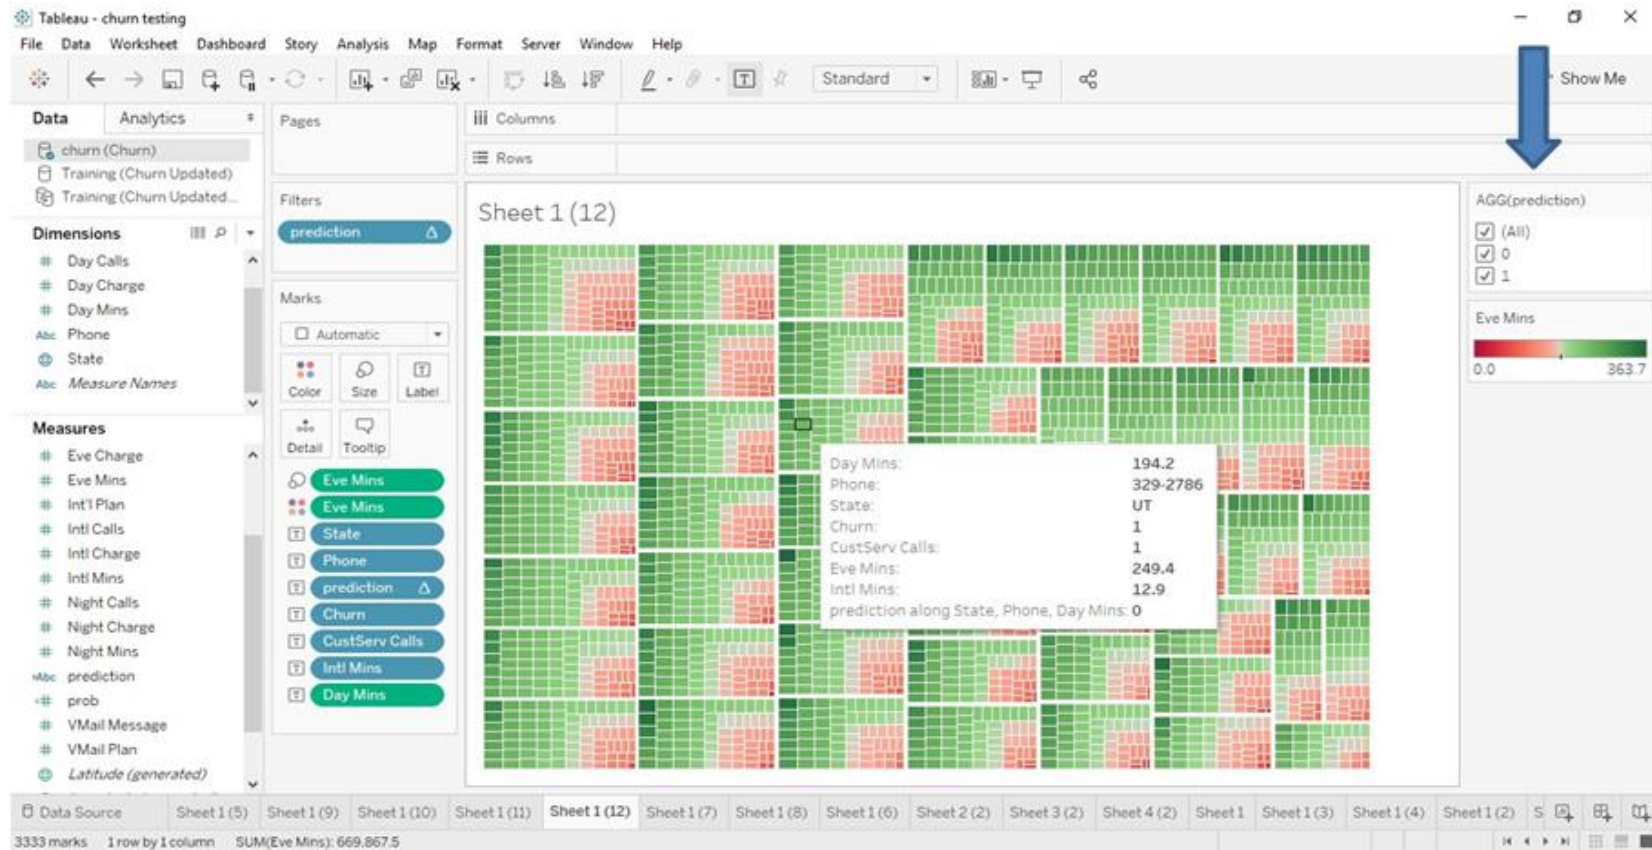 Tableau - churn testing
File Data Worksheet Dashboard Story Analysis Map Format Server Window Help
Standard
Show Me
Data Analytics
churn (Churn)
Training (Churn Updated)
Training (Churn Updated...
Dimensions
Day Calls
Day Charge
Day Mins
Abc Phone
State
Abc Measure Names
Measures
Eve Charge
Eve Mins
Int'l Plan
Intl Calls
Intl Charge
Intl Mins
Night Calls
Night Charge
Night Mins
Abc prediction
prob
VMail Message
VMail Plan
Latitude (generated)
Pages
Filters
prediction
Marks
Automatic
Color Size Label
Detail Tooltip
Eve Mins
Eve Mins
State
Phone
prediction
Churn
CustServ Calls
Intl Mins
Day Mins
Columns
Rows
Sheet 1 (12)
Day Mins: 194.2
Phone: 329-2786
State: UT
Churn: 1
CustServ Calls: 1
Eve Mins: 249.4
Intl Mins: 12.9
prediction along State, Phone, Day Mins: 0
AGG(prediction)
(All)
0
1
Eve Mins
0.0 363.7
Data Source Sheet 1 (5) Sheet 1 (9) Sheet 1 (10) Sheet 1 (11) Sheet 1 (12) Sheet 1 (7) Sheet 1 (8) Sheet 1 (6) Sheet 2 (2) Sheet 3 (2) Sheet 4 (2) Sheet 1 Sheet 1 (3) Sheet 1 (4) Sheet 1 (2) S
3333 marks 1 row by 1 column SUM(Eve Mins): 669,867.5